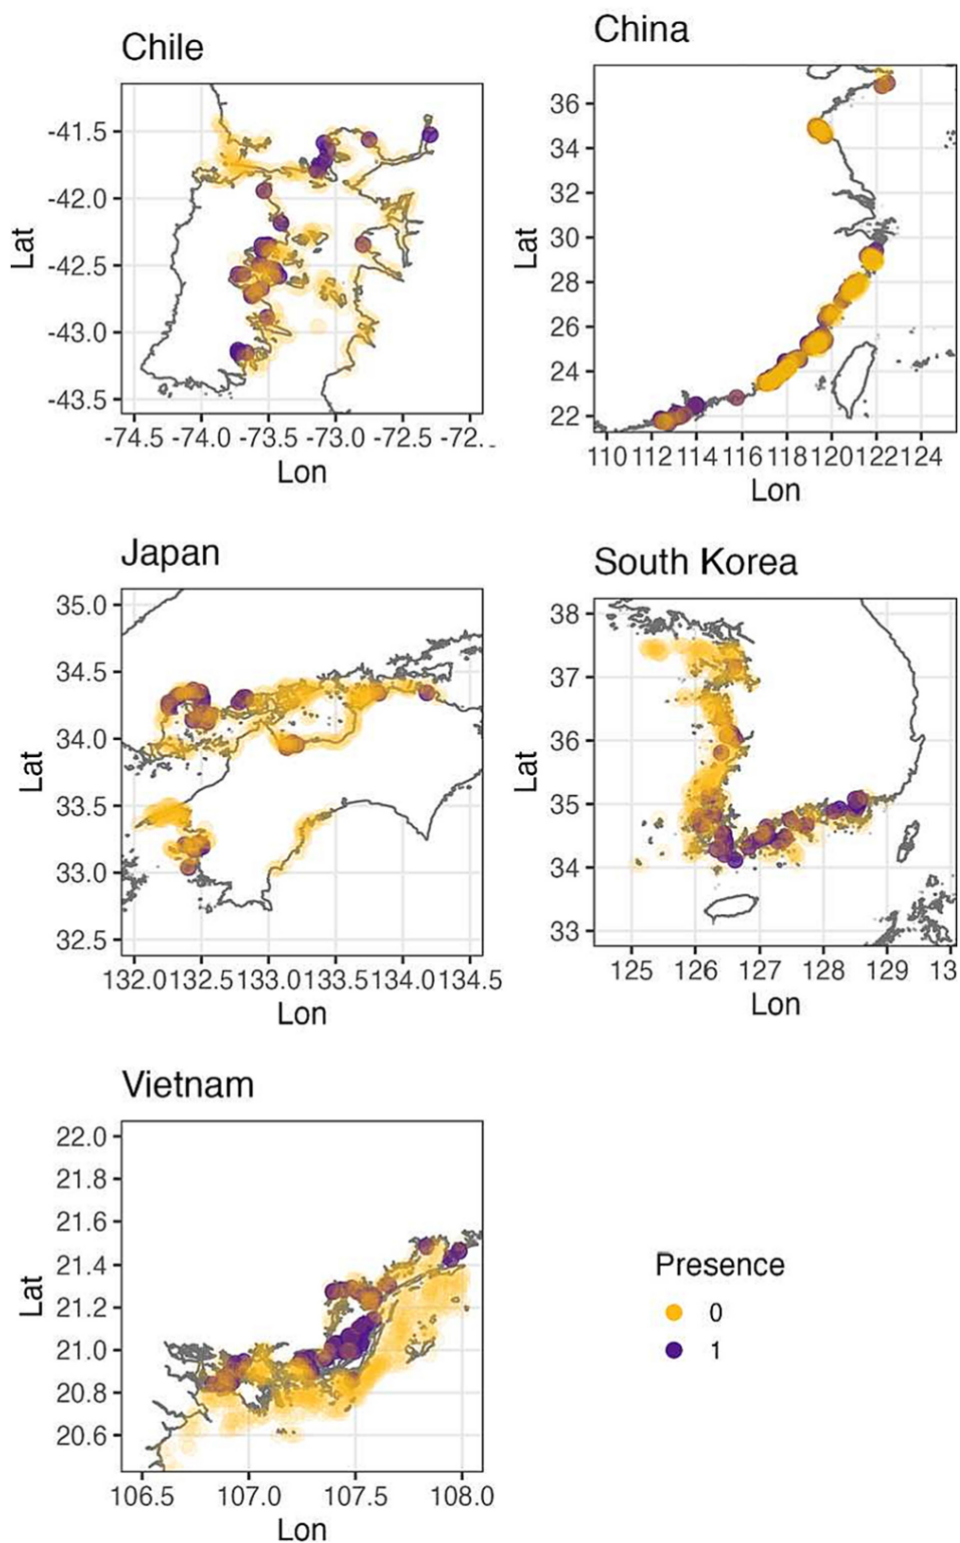 Chile
-41.5
-42.0
-42.5
-43.0
-43.5
Lat
-74.5 -74.0 -73.5 -73.0 -72.5 -72.
Lon
China
36
34
32
30
28
26
24
22
Lat
110 112 114 116 118 120 122 124
Lon
Japan
35.0
34.5
34.0
33.5
33.0
32.5
Lat
132.0 132.5 133.0 133.5 134.0 134.5
Lon
South Korea
38
37
36
35
34
33
Lat
125 126 127 128 129 13
Lon
Vietnam
22.0
21.8
21.6
21.4
21.2
21.0
20.8
20.6
Lat
106.5 107.0 107.5 108.0
Lon
Presence
0
1